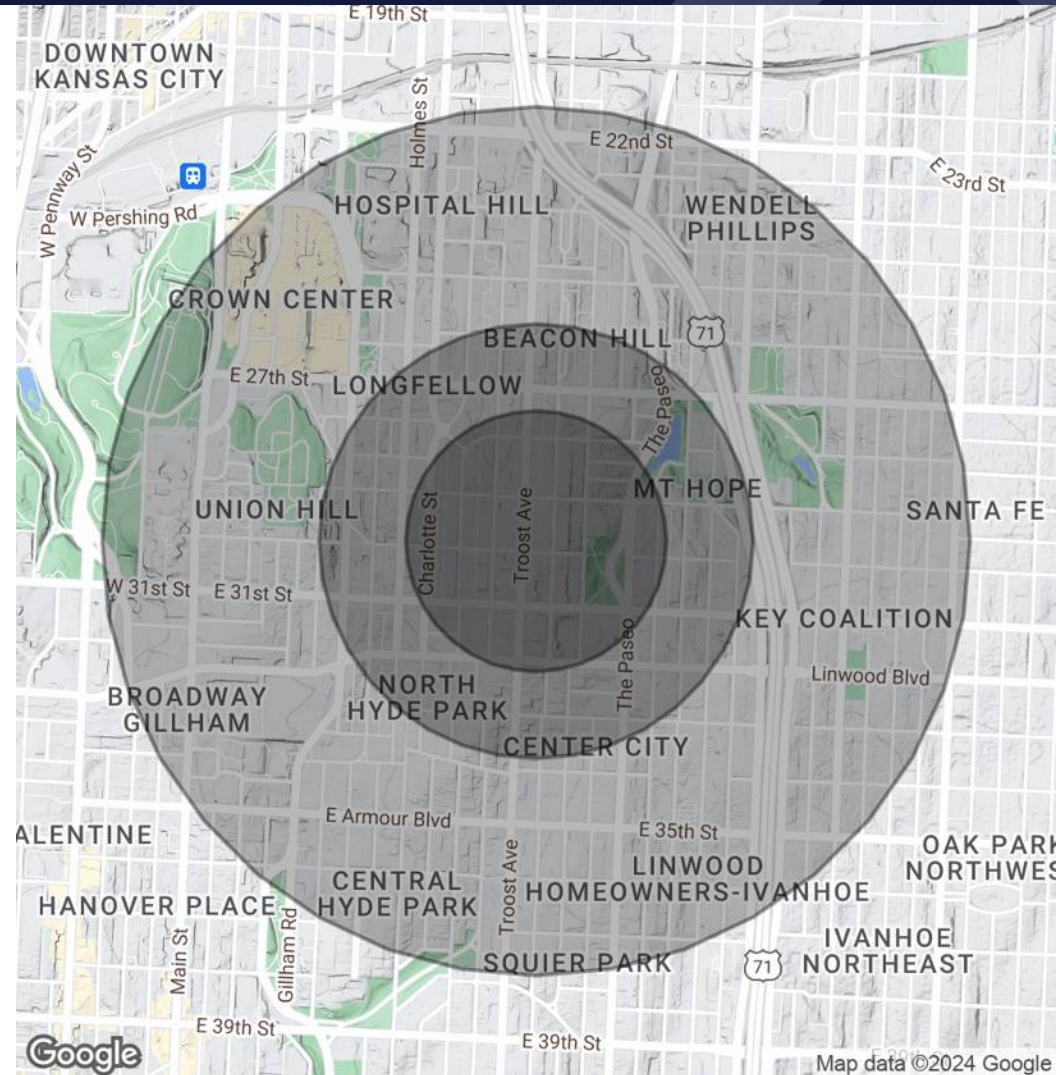 E 19th St
DOWNTOWN
KANSAS CITY
Holmes St
E 22nd St
W Pennway St
E 23rd St
W Pershing Rd
HOSPITAL HILL
WENDELL
PHILLIPS
CROWN CENTER
BEACON HILL
71
E 27th St
LONGFELLOW
The Paseo
MT HOPE
UNION HILL
Charlotte St
Troost Ave
SANTA FE
W 31st St
E 31st St
KEY COALITION
The Paseo
Linwood Blvd
NORTH
HYDE PARK
BROADWAY
GILLHAM
CENTER CITY
E Armour Blvd
E 35th St
ALENTINE
OAK PARK
NORTHWES
LINWOOD
HOMEOWNERS-IVANHOE
CENTRAL
HYDE PARK
Troost Ave
HANOVER PLACE
Main St
Gillham Rd
IVANHOE
NORTHEAST
SQUIER PARK
71
E 39th St
E 39th St
Google
Map data ©2024 Google